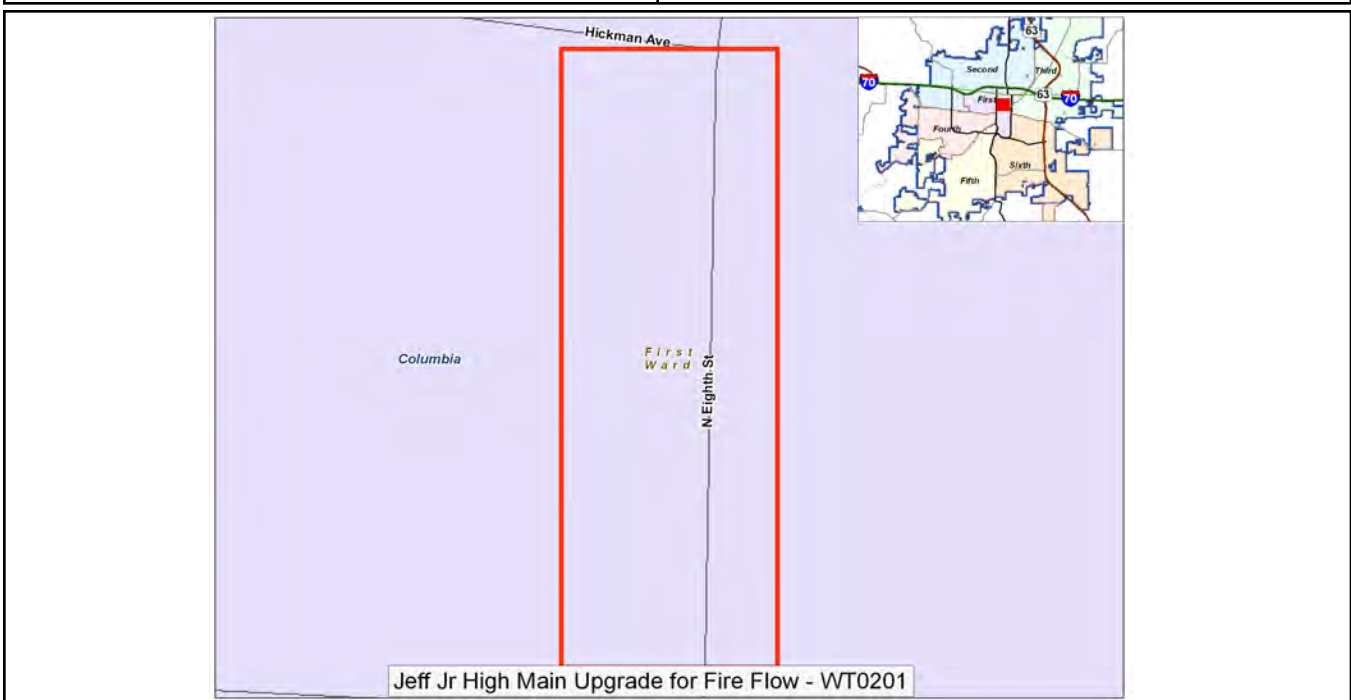 Hickman Ave
63
Second
Third
70
63
70
First
Fourth
Sixth
Fifth
Columbia
First
Ward
N Eighth St
Jeff Jr High Main Upgrade for Fire Flow - WT0201